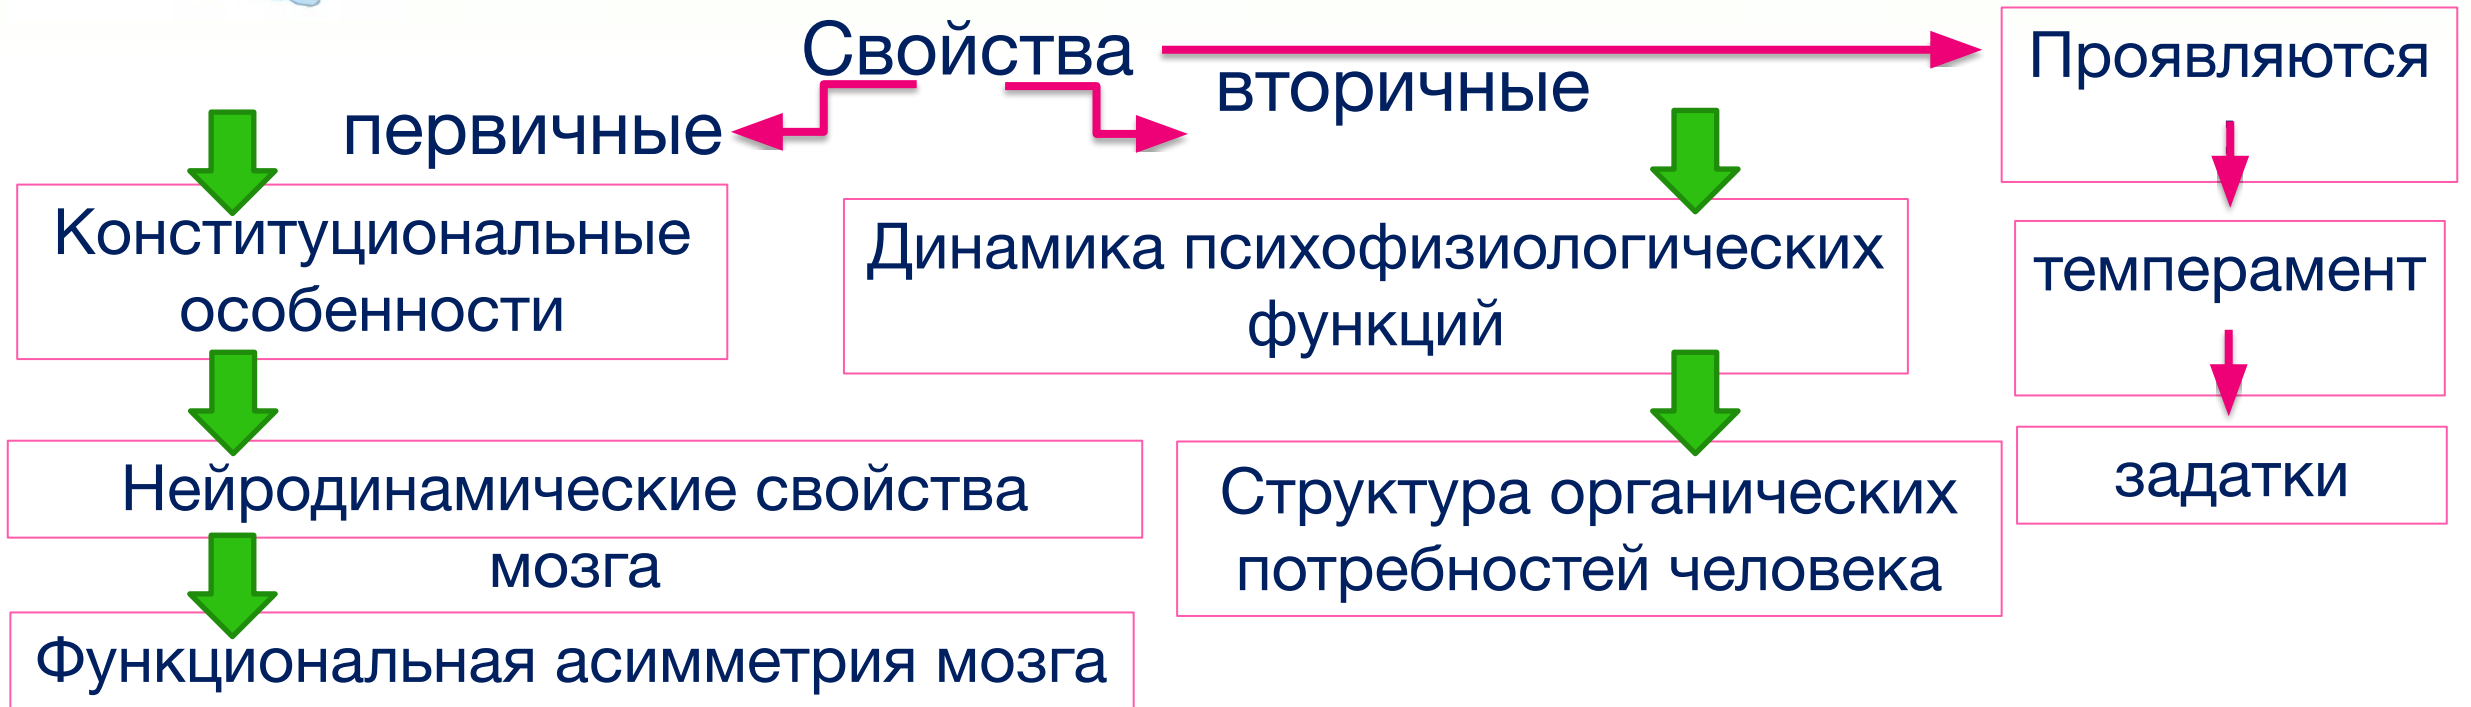 Свойства
первичные
вторичные
Проявляются
Конституциональные
особенности
Динамика психофизиологических
функций
темперамент
Нейродинамические свойства
мозга
Структура органических
потребностей человека
задатки
Функциональная асимметрия мозга